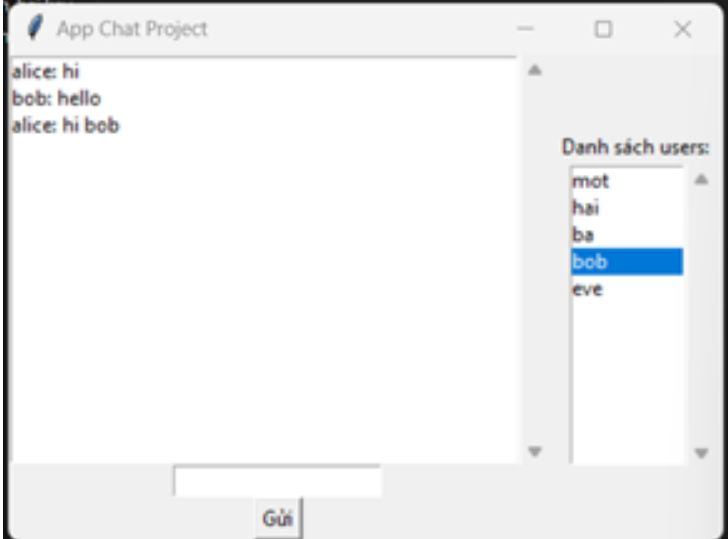 App Chat Project
alice: hi
bob: hello
alice: hi bob
Danh sách users:
mot
hai
ba
bob
eve
Gửi